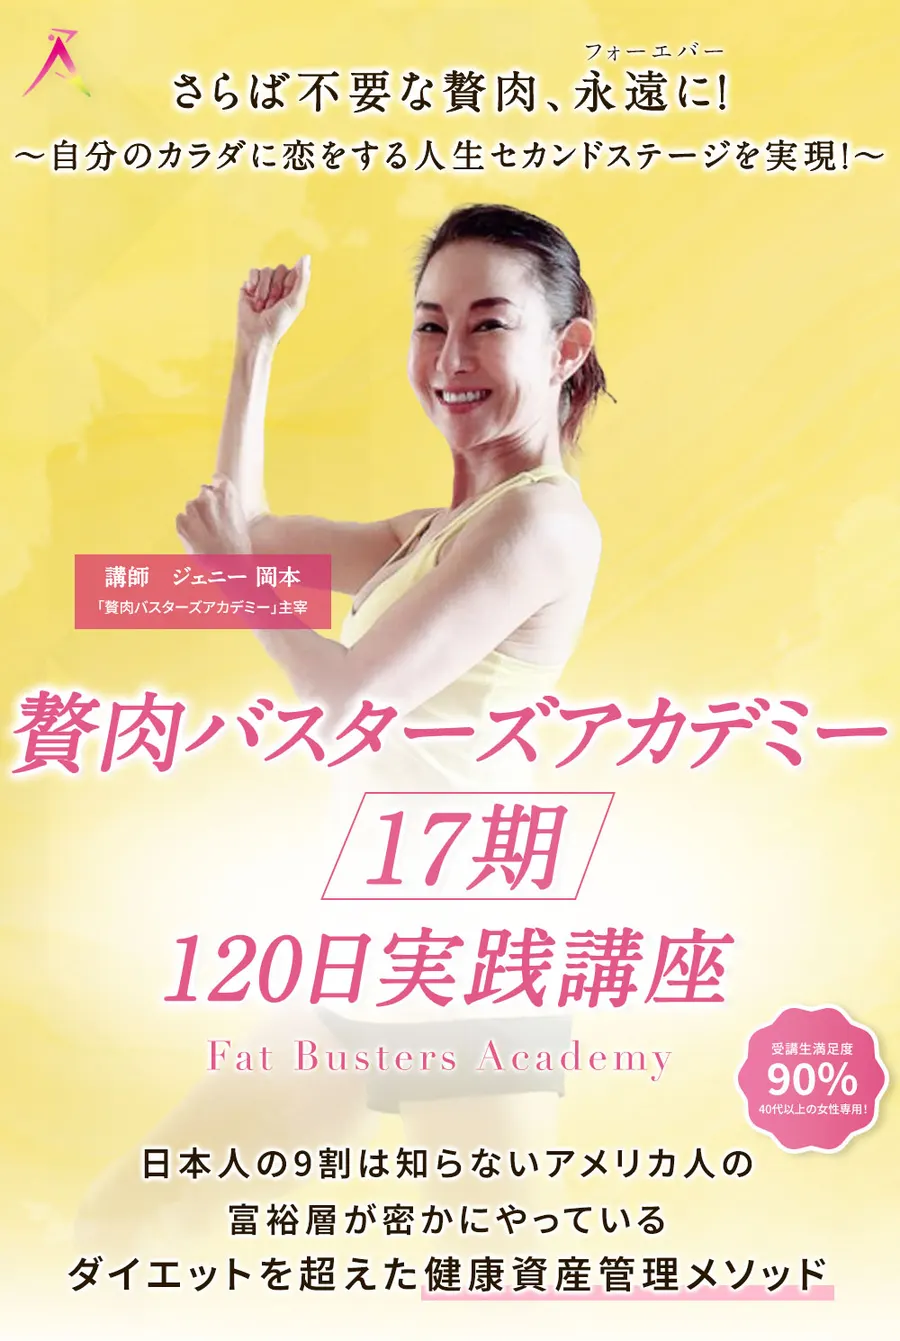 フォーエバー
さらば不要な贅肉、永遠に!
〜自分のカラダに恋をする人生セカンドステージを実現!〜
講師　ジェニー 岡本
「贅肉バスターズアカデミー」主宰
贅肉バスターズアカデミー
17期
120日実践講座
Fat Busters Academy
受講生満足度
90%
40代以上の女性専用!
日本人の9割は知らないアメリカ人の
富裕層が密かにやっている
ダイエットを超えた健康資産管理メソッド